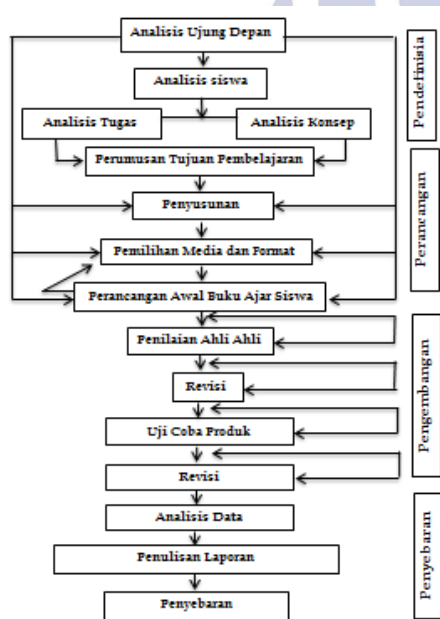 Analisis Ujung Depan
Analisis siswa
Analisis Tugas
Analisis Konsep
Perumusan Tujuan Pembelajaran
Penyusunan
Pemilihan Media dan Format
Perancangan Awal Buku Ajar Siswa
Penilaian Ahli Ahli
Revisi
Uji Coba Produk
Revisi
Analisis Data
Penulisan Laporan
Penyebaran
Pendefinisia
Perancangan
Pengembangan
Penyebaran